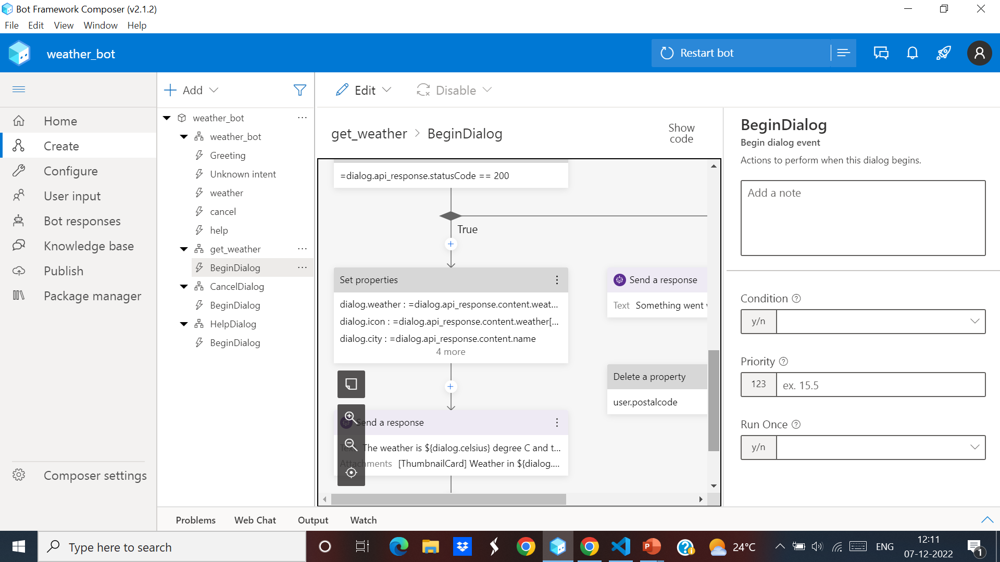 Bot Framework Composer (v2.1.2)
File Edit View Window Help
weather_bot
Restart bot
Home
Create
Configure
User input
Bot responses
Knowledge base
Publish
Package manager
Composer settings
Add
weather_bot
weather_bot
Greeting
Unknown intent
weather
cancel
help
get_weather
BeginDialog
CancelDialog
BeginDialog
HelpDialog
BeginDialog
Edit Disable
get_weather > BeginDialog
Show
code
=dialog.api_response.statusCode == 200
True
Set properties
dialog.weather : =dialog.api_response.content.weat...
dialog.icon : =dialog.api_response.content.weather[...
dialog.city : =dialog.api_response.content.name
4 more
Send a response
Text Something went
Delete a property
user.postalcode
Send a response
Text The weather is ${dialog.celsius} degree C and t...
Attachments [ThumbnailCard] Weather in ${dialog....
BeginDialog
Begin dialog event
Actions to perform when this dialog begins.
Add a note
Condition
y/n
Priority
123 ex. 15.5
Run Once
y/n
Problems Web Chat Output Watch
Type here to search
24°C
ENG
12:11
07-12-2022
1